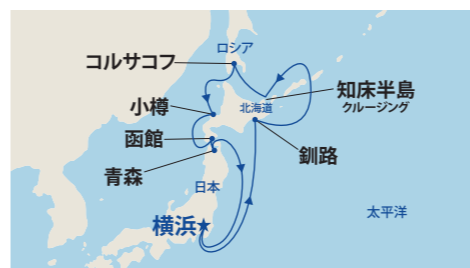 ロシア
コルサコフ
知床半島
クルージング
小樽
北海道
函館
釧路
青森
日本
横浜
太平洋